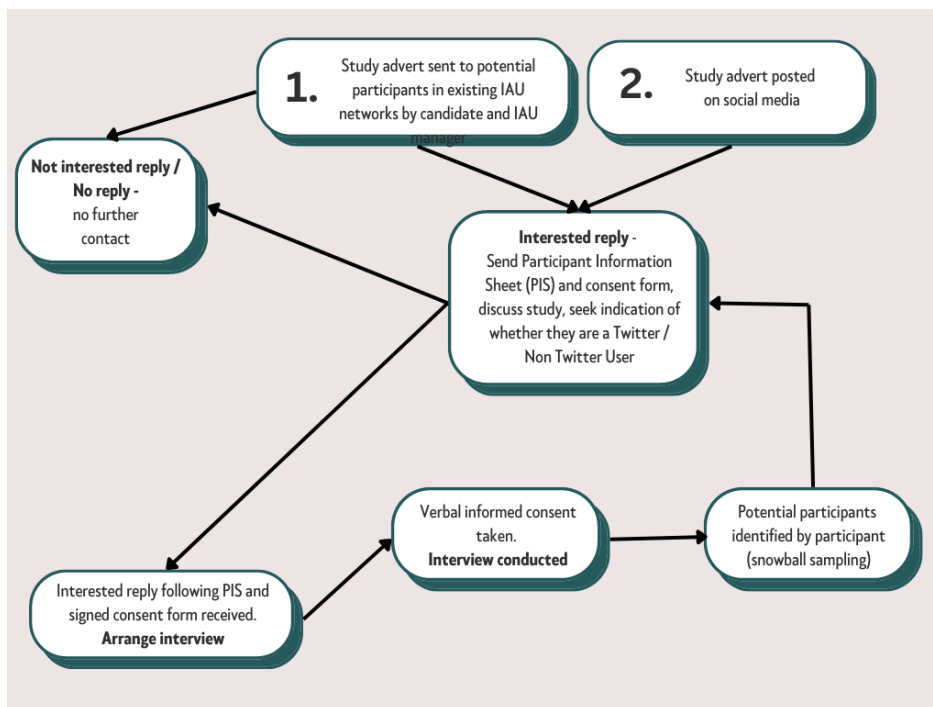 1.
Study advert sent to potential
participants in existing IAU
networks by candidate and IAU
manager
2.
Study advert posted
on social media
Not interested reply /
No reply -
no further
contact
Interested reply -
Send Participant Information
Sheet (PIS) and consent form,
discuss study, seek indication of
whether they are a Twitter /
Non Twitter User
Verbal informed consent
taken.
Interview conducted
Potential participants
identified by participant
(snowball sampling)
Interested reply following PIS and
signed consent form received.
Arrange interview